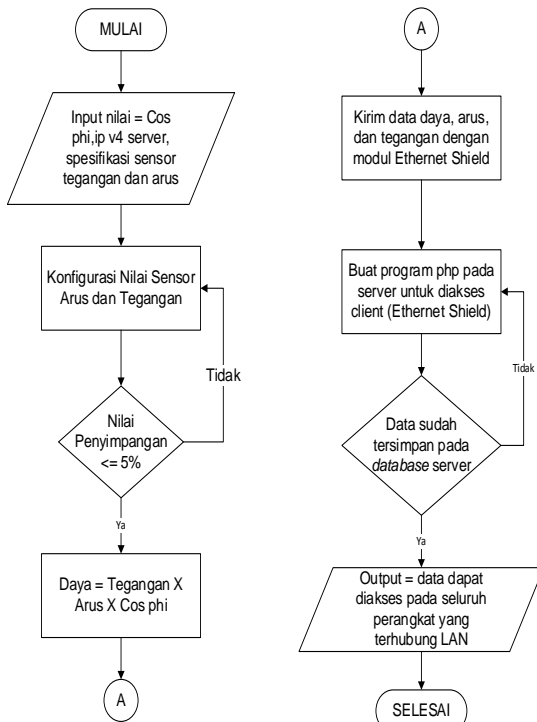 MULAI
Input nilai = Cos
phi,ip v4 server,
spesifikasi sensor
tegangan dan arus
Konfigurasi Nilai Sensor
Arus dan Tegangan
Tidak
Nilai
Penyimpangan
<= 5%
Ya
Daya = Tegangan X
Arus X Cos phi
A
A
Kirim data daya, arus,
dan tegangan dengan
modul Ethernet Shield
Buat program php pada
server untuk diakses
client (Ethernet Shield)
Tidak
Data sudah
tersimpan pada
database server
Ya
Output = data dapat
diakses pada seluruh
perangkat yang
terhubung LAN
SELESAI